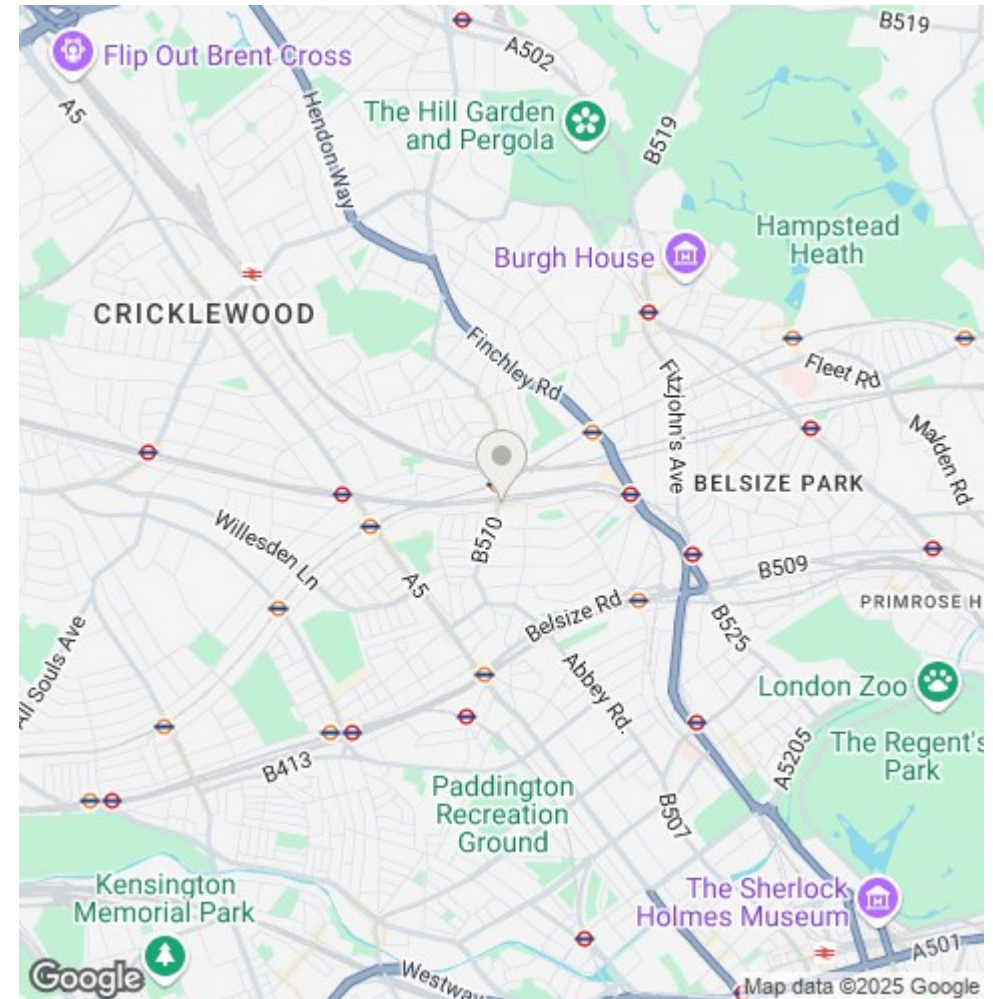 B519
A502
Flip Out Brent Cross
A5
Hendon Way
The Hill Garden
and Pergola
B519
Hampstead
Heath
Burgh House
CRICKLEWOOD
Finchley Rd
Fitzjohn's Ave
Fleet Rd
Malden Rd
BELSIZE PARK
B510
Willesden Ln
A5
B509
PRIMROSE H
Belsize Rd
B525
All Souls Ave
Abbey Rd.
London Zoo
The Regent's
Park
A5205
B413
Paddington
Recreation
Ground
B507
Kensington
Memorial Park
The Sherlock
Holmes Museum
A501
Westway
Google
Map data ©2025 Google